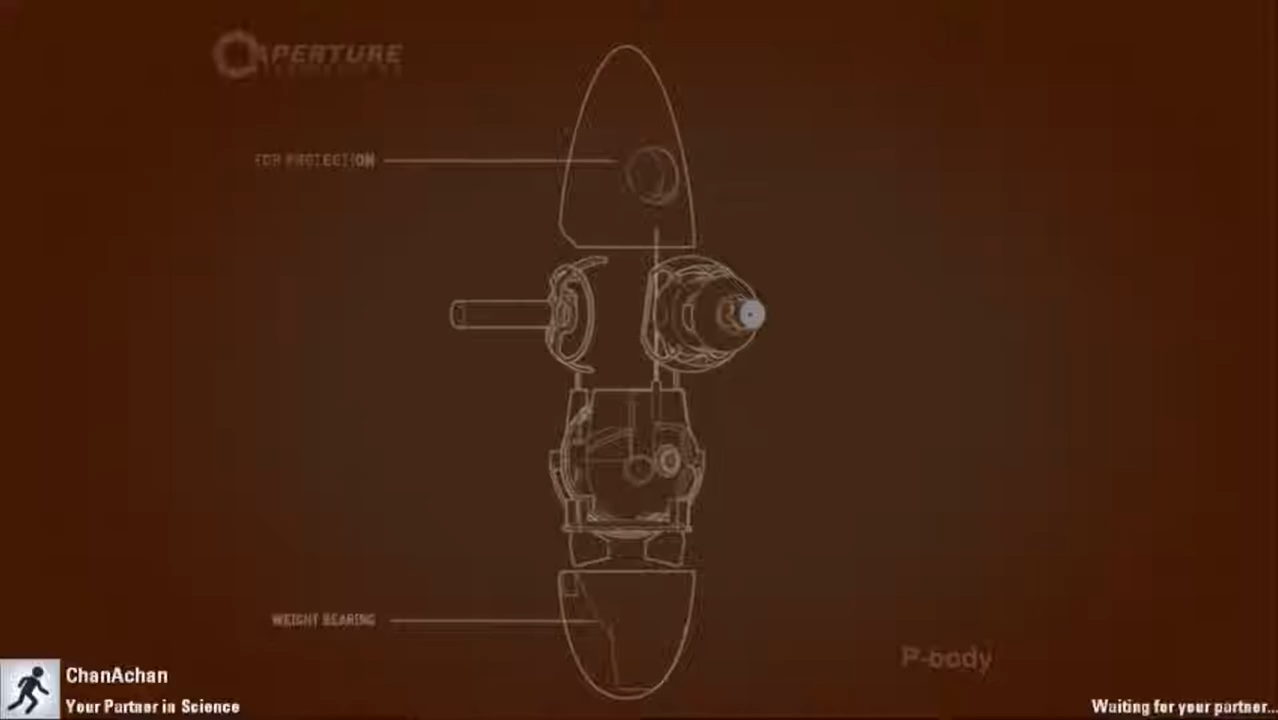 APERTURE
FOR PROTECTION
WEIGHT BEARING
P-body
ChanAchan
Your Partner in Science
Waiting for your partner...